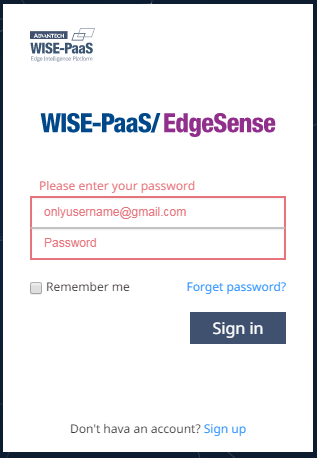 ADVANTECH
WISE-PaaS
Edge Intelligence Platform
WISE-PaaS/ EdgeSense
Please enter your password
onlyusername@gmail.com
Password
Remember me Forget password?
Sign in
Don't hava an account? Sign up